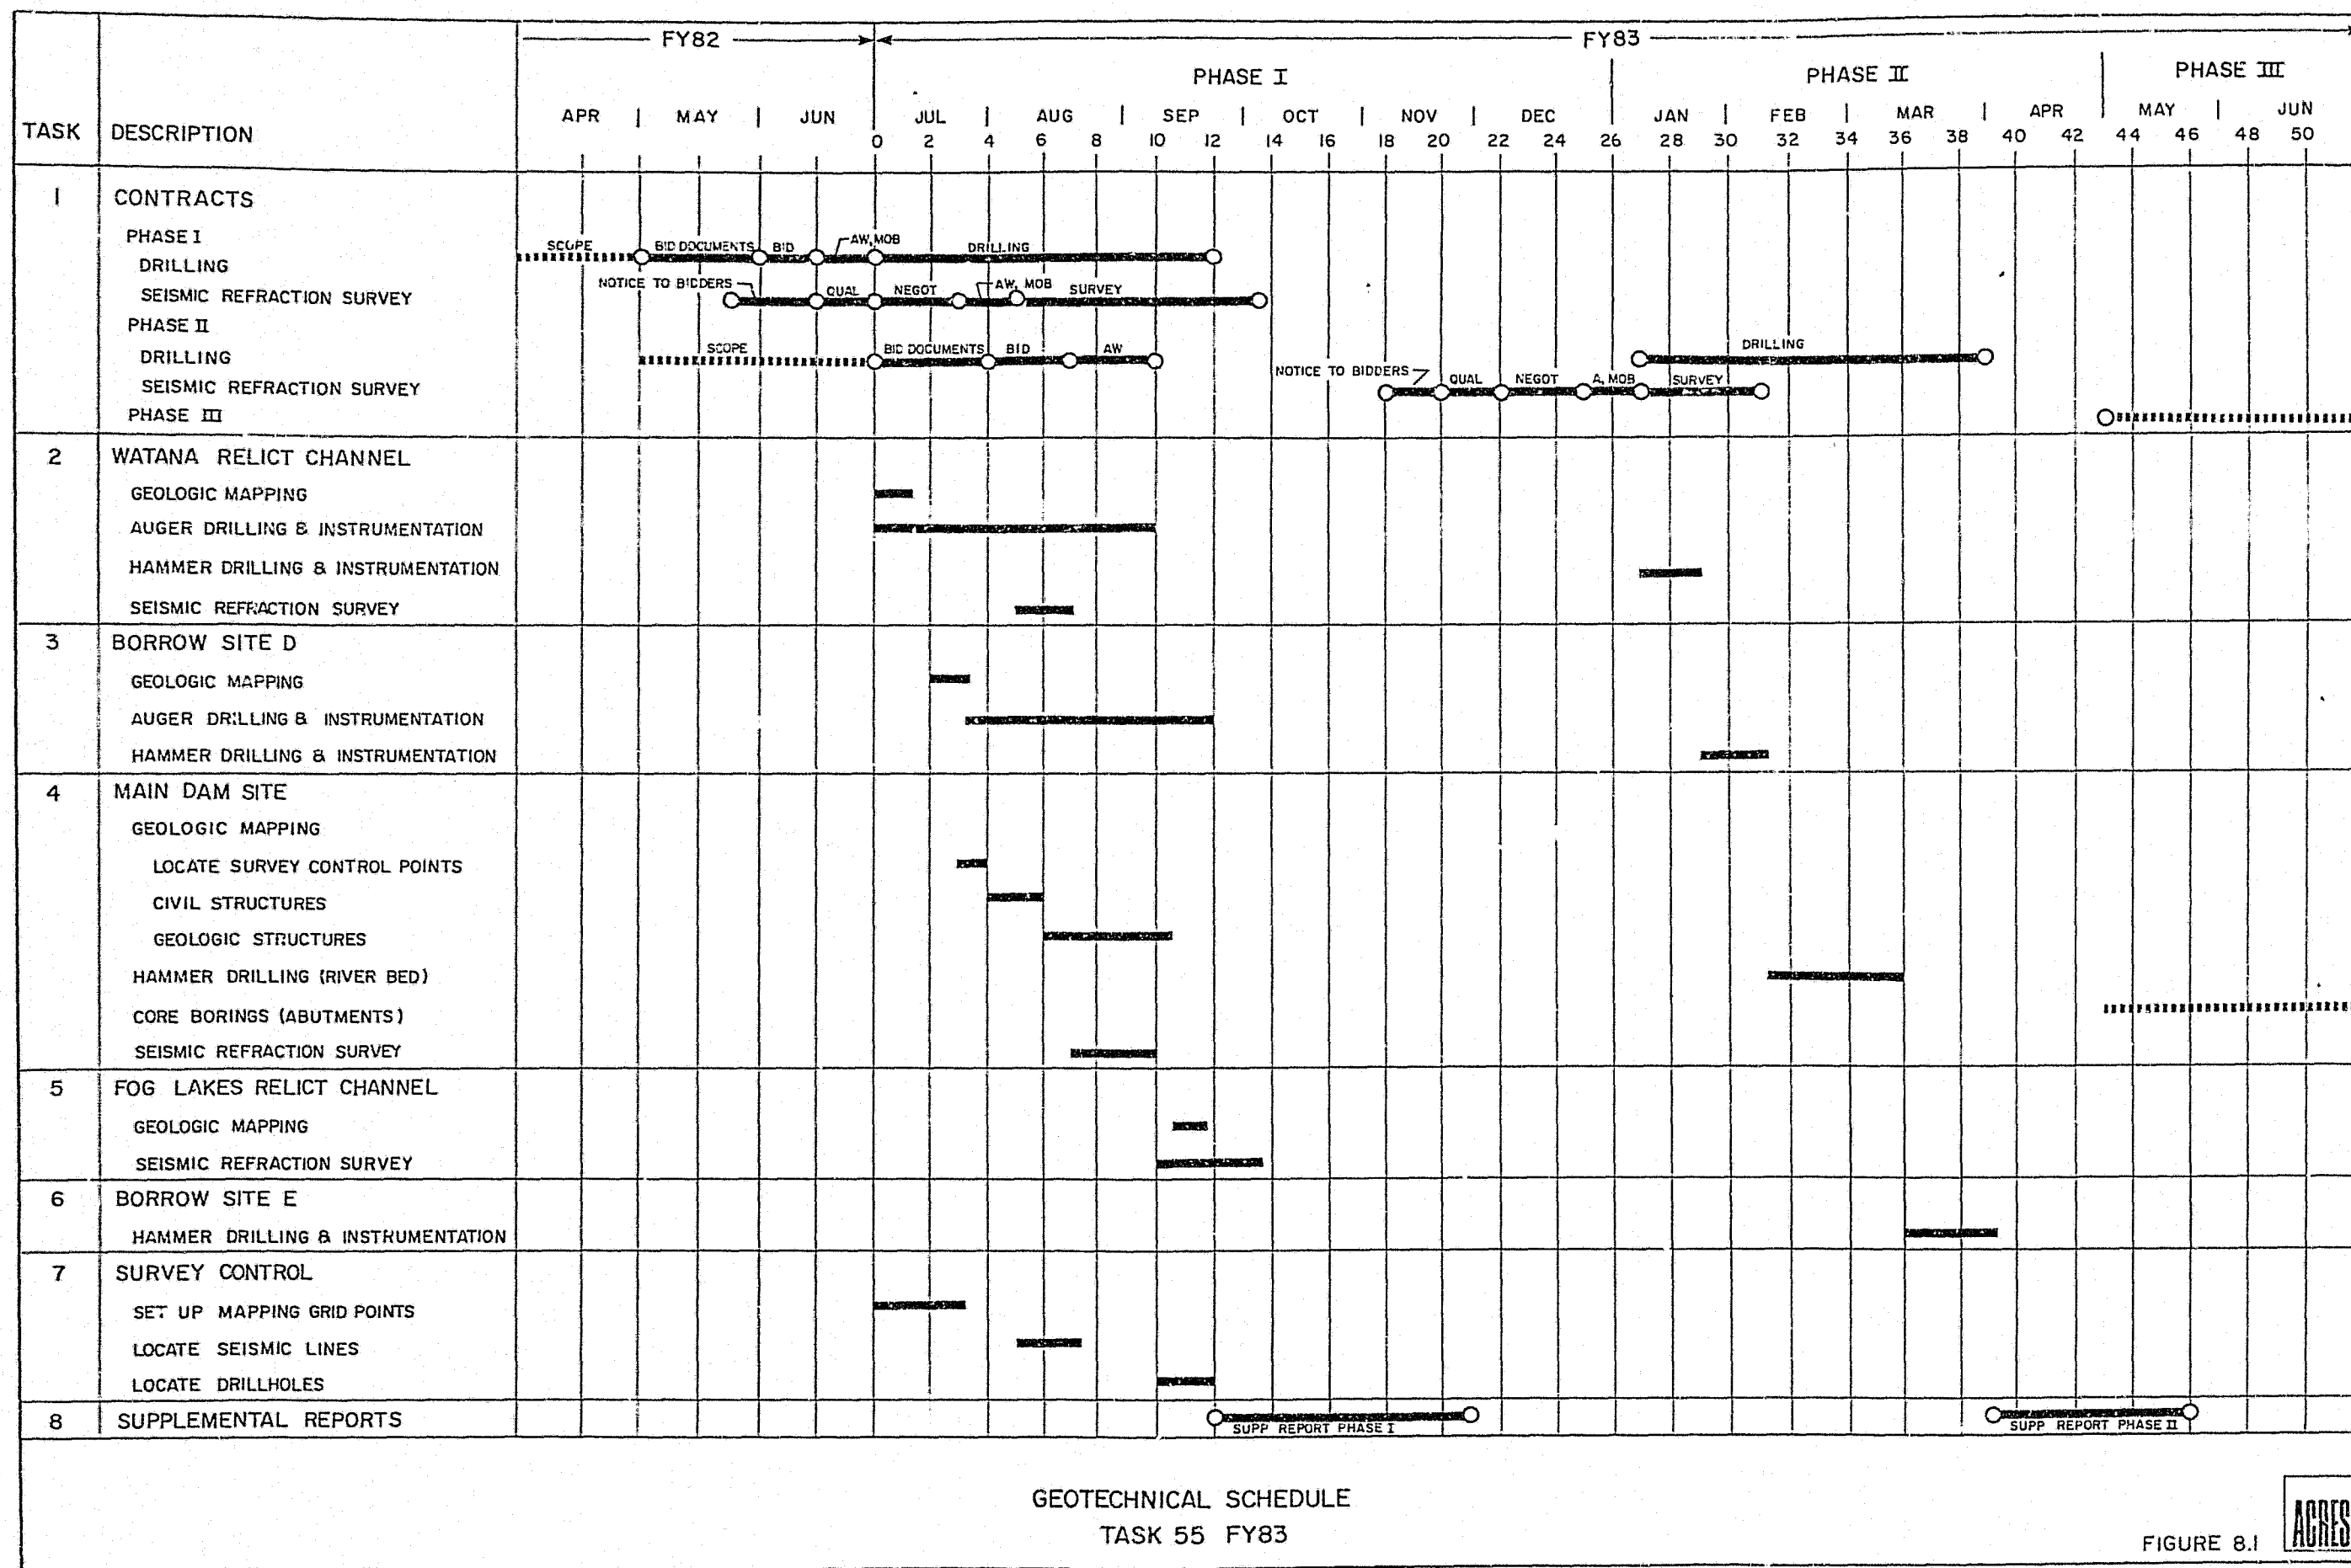 FY82 FY83
PHASE I PHASE II PHASE III
TASK DESCRIPTION APR MAY JUN JUL AUG SEP OCT NOV DEC JAN FEB MAR APR MAY JUN
0 2 4 6 8 10 12 14 16 18 20 22 24 26 28 30 32 34 36 38 40 42 44 46 48 50
1 CONTRACTS
PHASE I
DRILLING SCOPE BID DOCUMENTS BID AW, MOB DRILLING
SEISMIC REFRACTION SURVEY NOTICE TO BIDDERS QUAL NEGOT AW, MOB SURVEY
PHASE II
DRILLING SCOPE BID DOCUMENTS BID AW DRILLING
SEISMIC REFRACTION SURVEY NOTICE TO BIDDERS QUAL NEGOT A, MOB SURVEY
PHASE III
2 WATANA RELICT CHANNEL
GEOLOGIC MAPPING
AUGER DRILLING & INSTRUMENTATION
HAMMER DRILLING & INSTRUMENTATION
SEISMIC REFRACTION SURVEY
3 BORROW SITE D
GEOLOGIC MAPPING
AUGER DRILLING & INSTRUMENTATION
HAMMER DRILLING & INSTRUMENTATION
4 MAIN DAM SITE
GEOLOGIC MAPPING
LOCATE SURVEY CONTROL POINTS
CIVIL STRUCTURES
GEOLOGIC STRUCTURES
HAMMER DRILLING (RIVER BED)
CORE BORINGS (ABUTMENTS)
SEISMIC REFRACTION SURVEY
5 FOG LAKES RELICT CHANNEL
GEOLOGIC MAPPING
SEISMIC REFRACTION SURVEY
6 BORROW SITE E
HAMMER DRILLING & INSTRUMENTATION
7 SURVEY CONTROL
SET UP MAPPING GRID POINTS
LOCATE SEISMIC LINES
LOCATE DRILLHOLES
8 SUPPLEMENTAL REPORTS SUPP REPORT PHASE I SUPP REPORT PHASE II
GEOTECHNICAL SCHEDULE
TASK 55 FY83
FIGURE 8.1 ACRES